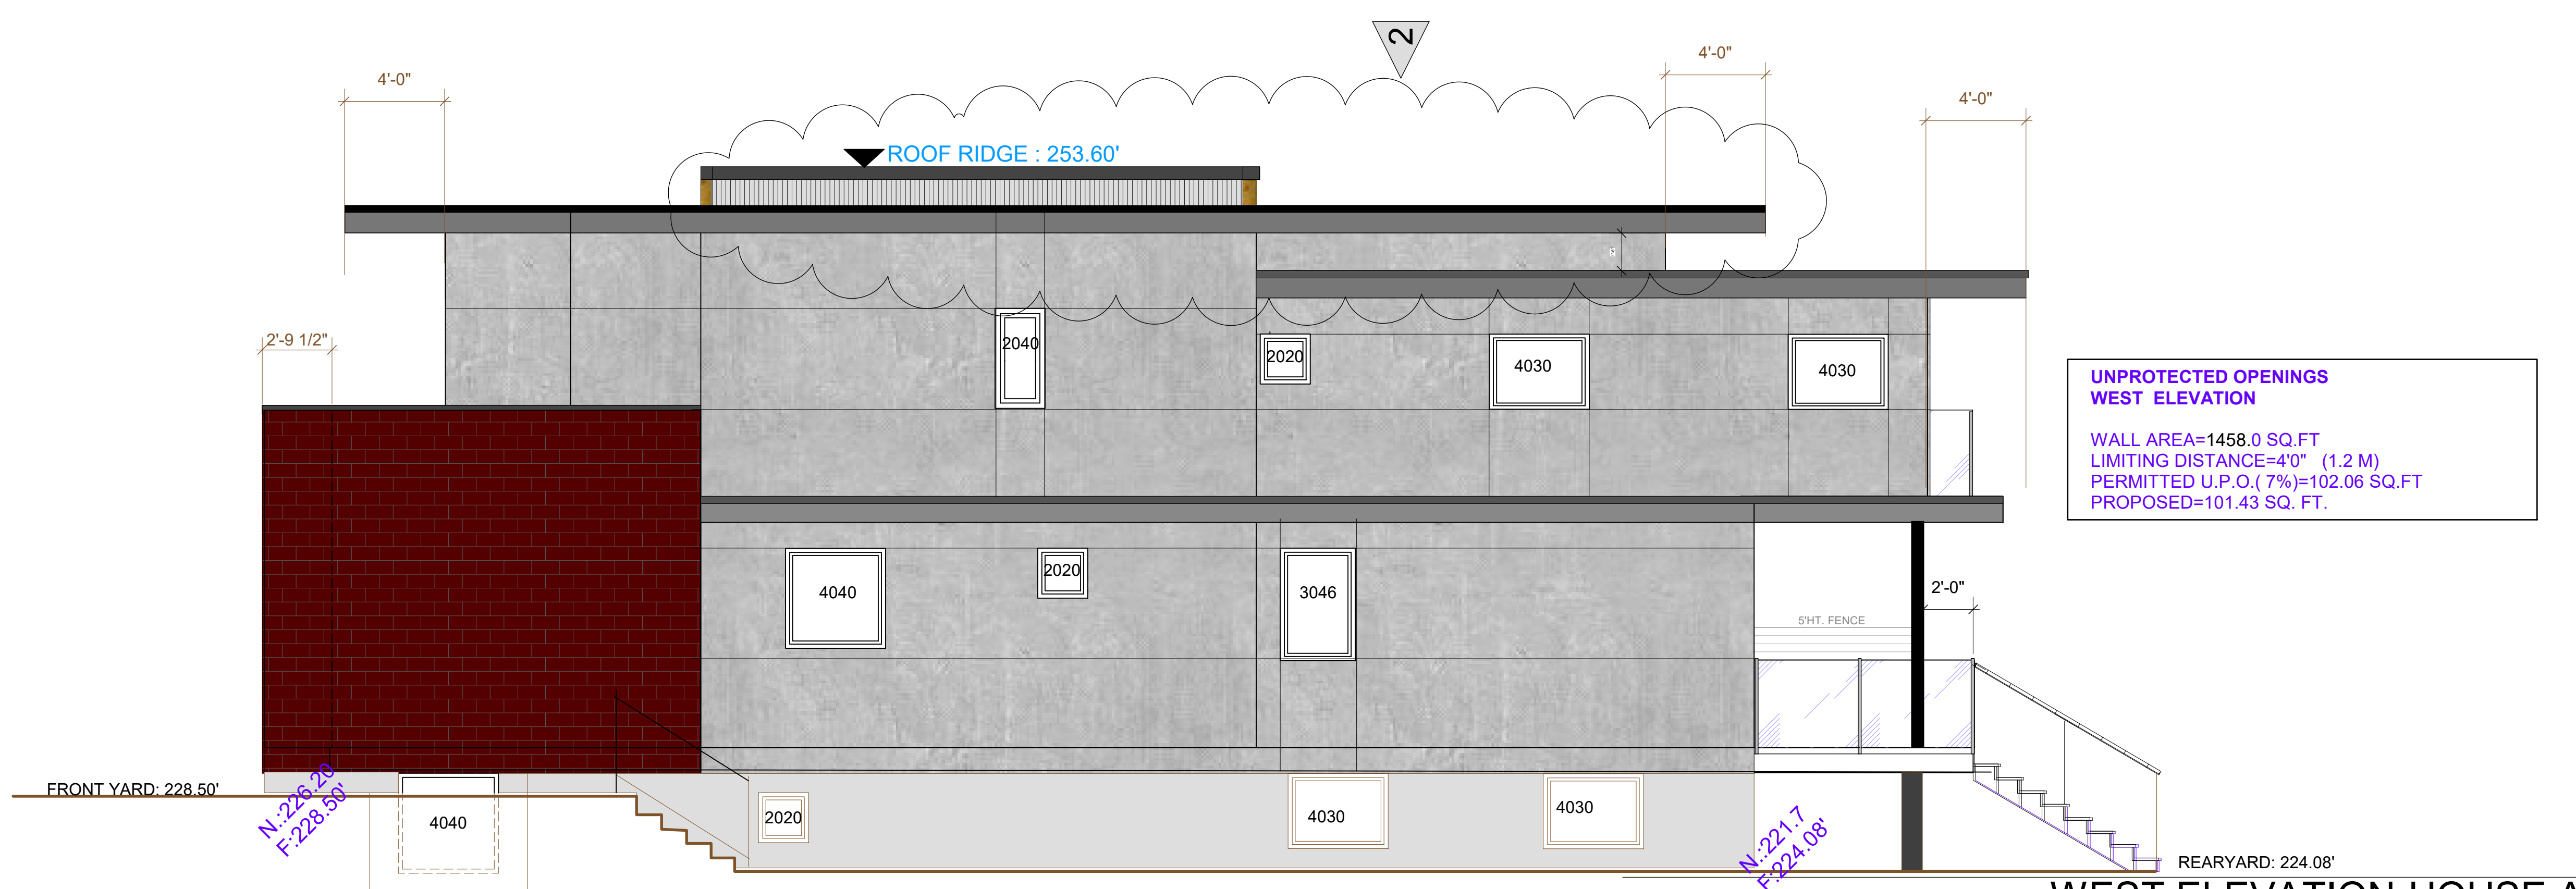 2
4'-0"
4'-0"
4'-0"
ROOF RIDGE : 253.60'
2'-9 1/2"
2040
2020
4030
4030
UNPROTECTED OPENINGS
WEST ELEVATION
WALL AREA=1458.0 SQ.FT
LIMITING DISTANCE=4'0" (1.2 M)
PERMITTED U.P.O.( 7%)=102.06 SQ.FT
PROPOSED=101.43 SQ. FT.
4040
2020
3046
2'-0"
5'HT. FENCE
FRONT YARD: 228.50'
N.:226.20
F:228.50'
4040
2020
4030
4030
N.:221.7
F:224.08'
REARYARD: 224.08'
WEST ELEVATION HOUSE